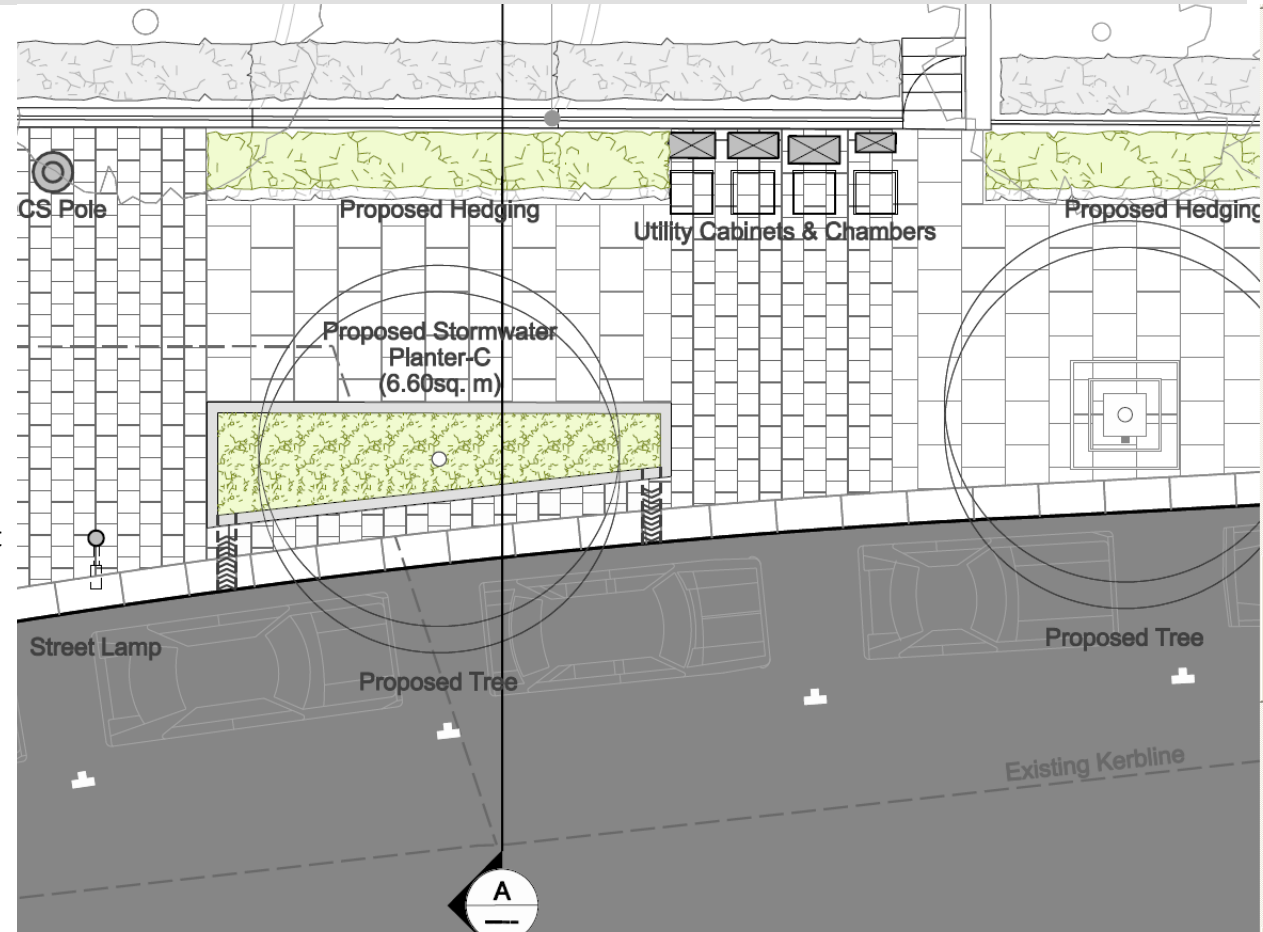 CS Pole
Proposed Hedging
Proposed Hedging
Utility Cabinets & Chambers
Proposed Stormwater
Planter-C
(6.60sq. m)
Street Lamp
Proposed Tree
Proposed Tree
Existing Kerbline
A